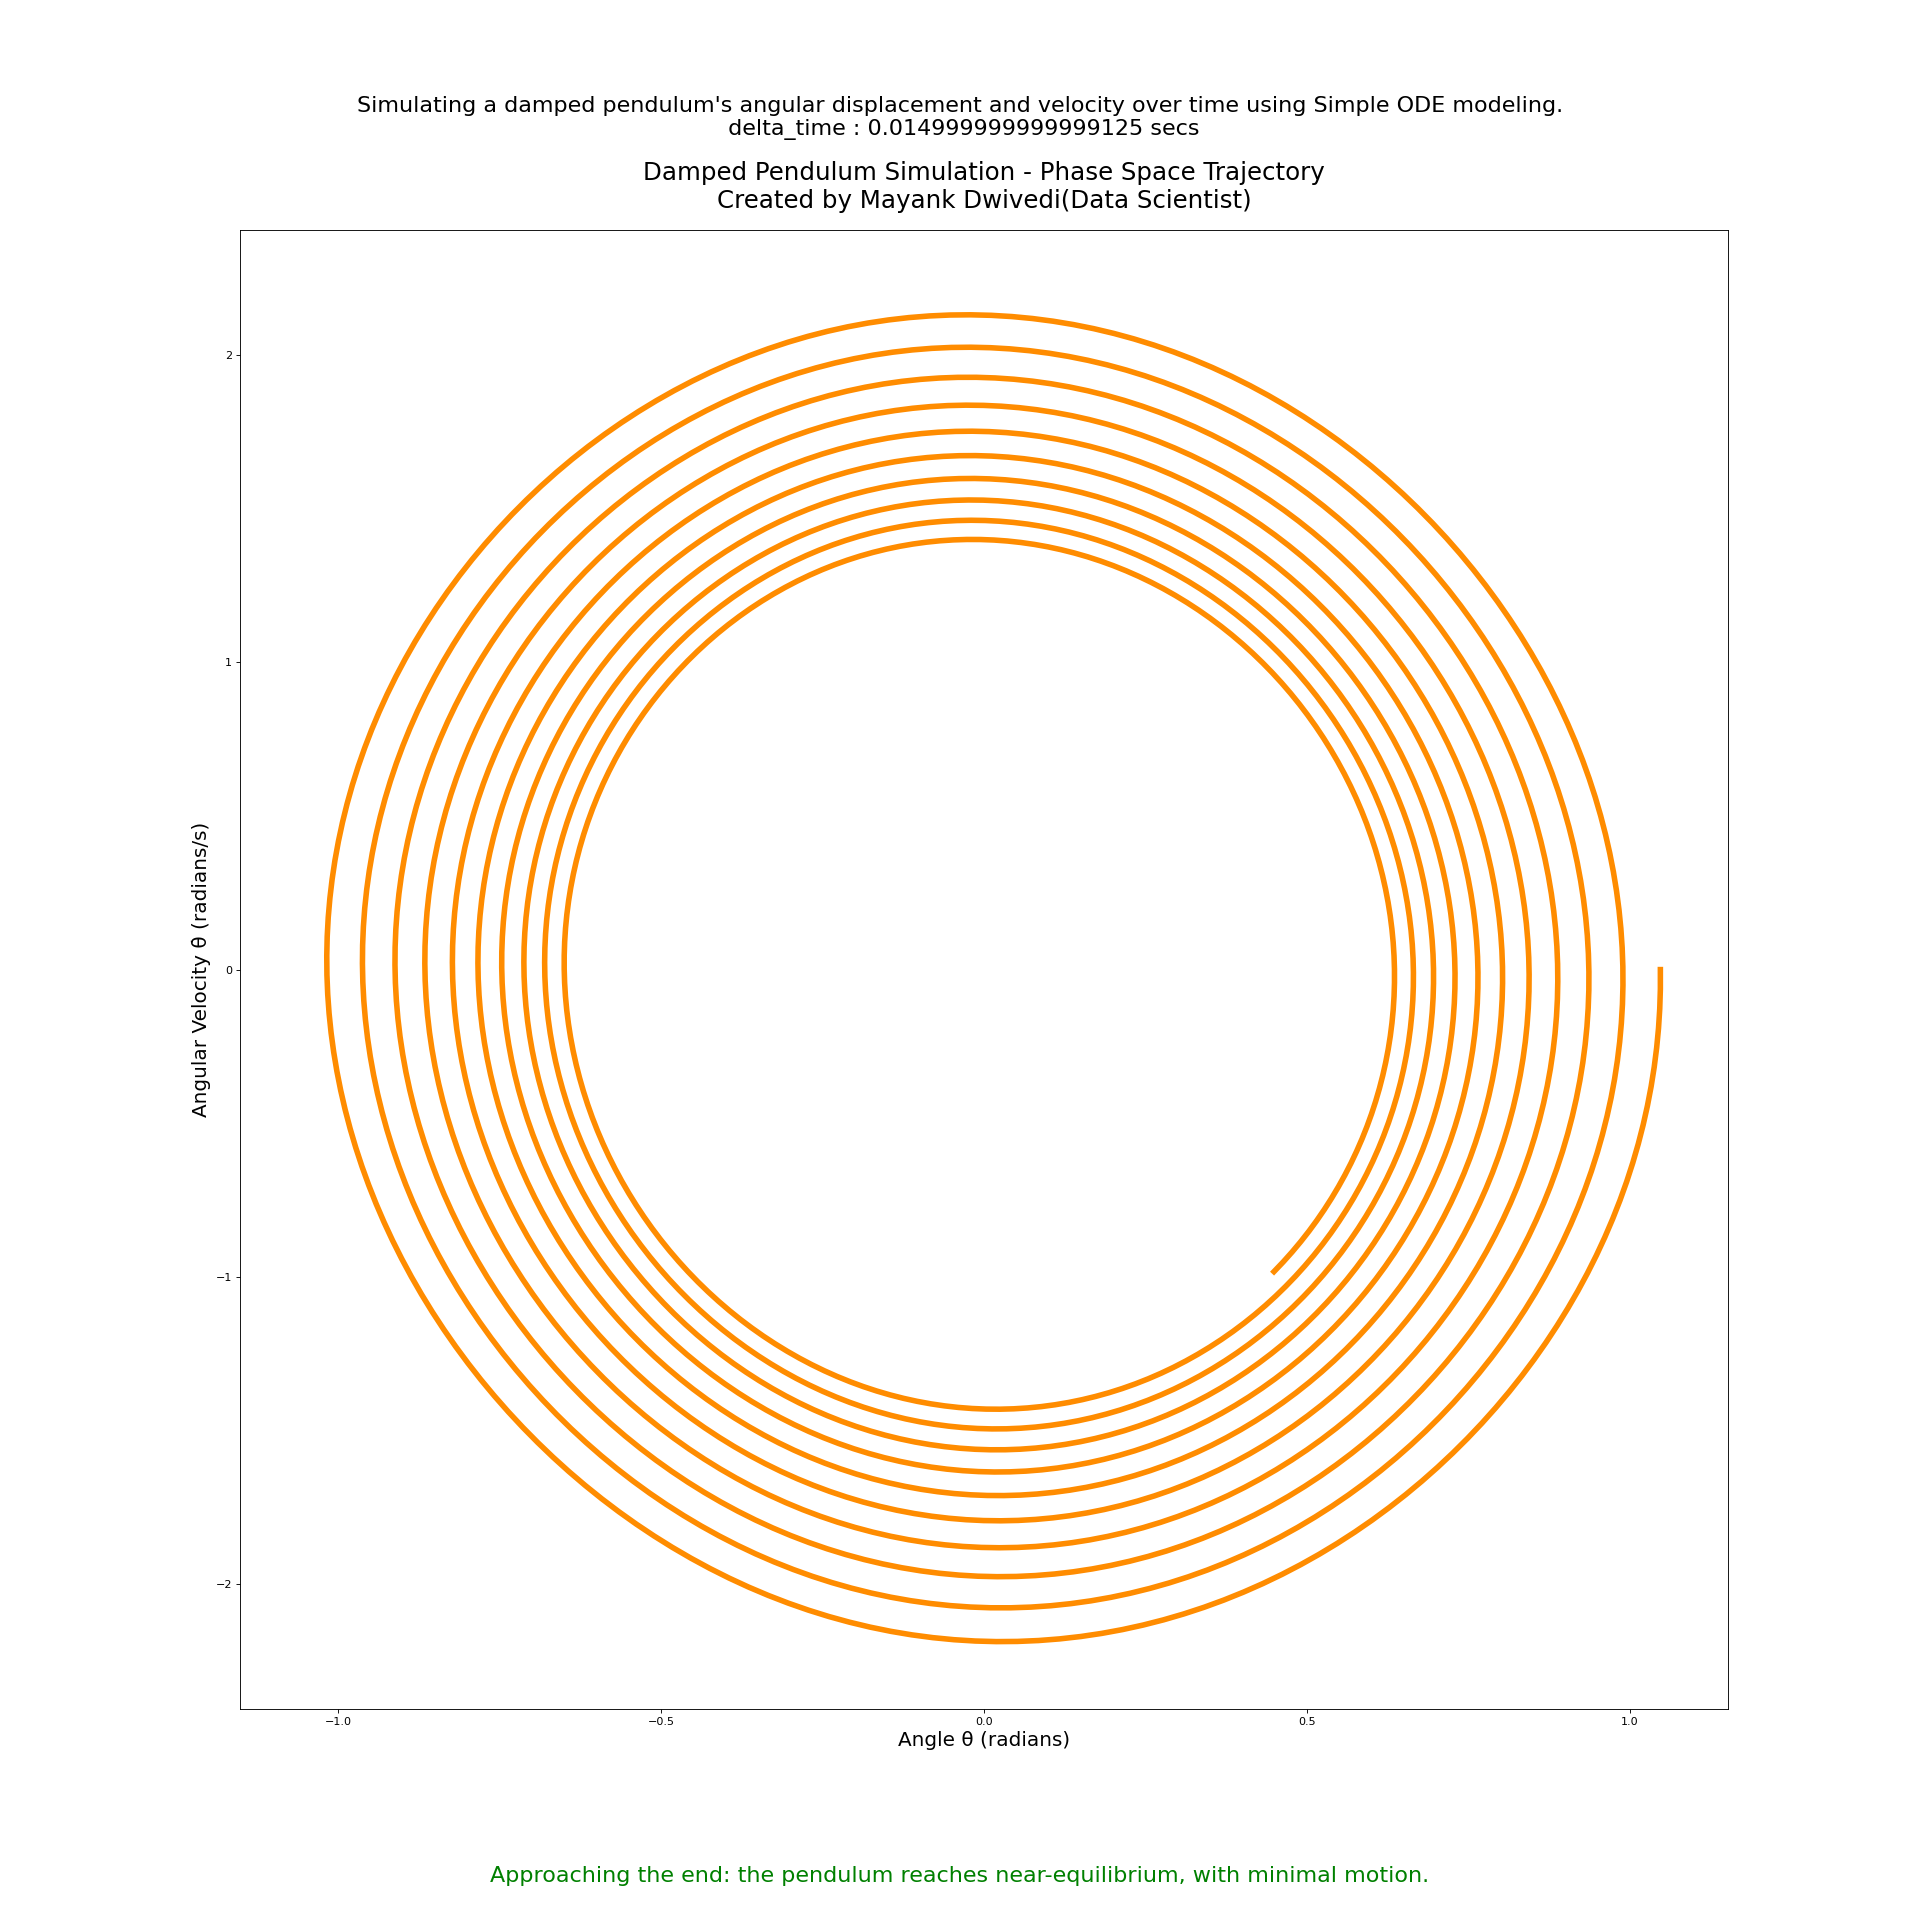 Simulating a damped pendulum's angular displacement and velocity over time using Simple ODE modeling.
delta_time : 0.014999999999999125 secs
Damped Pendulum Simulation - Phase Space Trajectory
Created by Mayank Dwivedi(Data Scientist)
Angular Velocity θ (radians/s)
2
1
0
−1
−2
−1.0
−0.5
0.0
0.5
1.0
Angle θ (radians)
Approaching the end: the pendulum reaches near-equilibrium, with minimal motion.